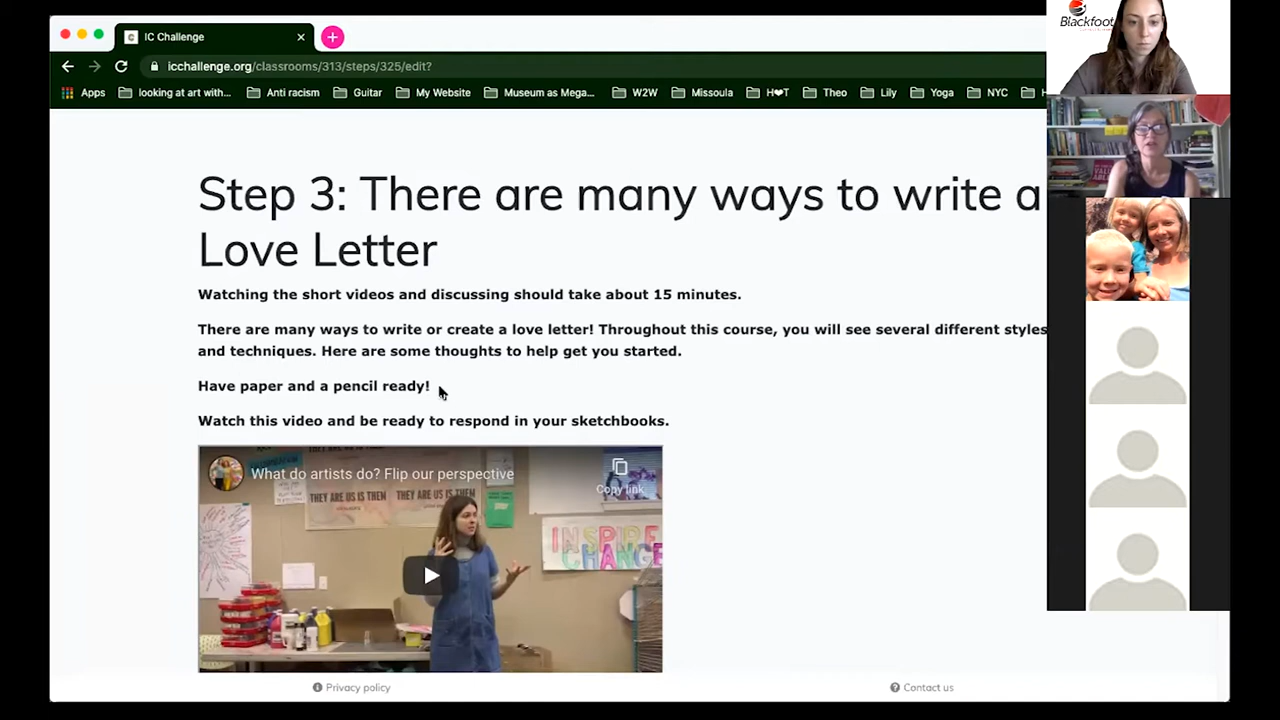 IC Challenge
icchallenge.org/classrooms/313/steps/325/edit?
Apps
looking at art with...
Anti racism
Guitar
My Website
Museum as Mega...
W2W
Missoula
H❤T
Theo
Lily
Yoga
NYC
Blackfoot
Step 3: There are many ways to write a
Love Letter
Watching the short videos and discussing should take about 15 minutes.
There are many ways to write or create a love letter! Throughout this course, you will see several different styles
and techniques. Here are some thoughts to help get you started.
Have paper and a pencil ready!
Watch this video and be ready to respond in your sketchbooks.
What do artists do? Flip our perspective
Copy link
THEY ARE US IS THEM
THEY ARE US IS THEM
INSPIRE
CHANGE
Privacy policy
Contact us